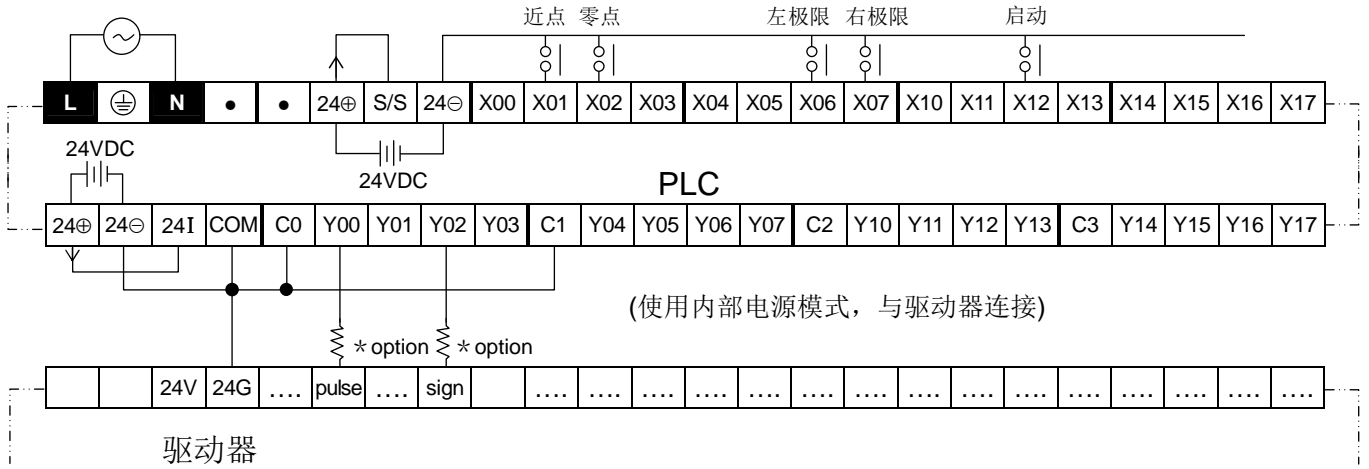 近点 零点 左极限 右极限 启动
L N • • 24⊕ S/S 24⊖ X00 X01 X02 X03 X04 X05 X06 X07 X10 X11 X12 X13 X14 X15 X16 X17
24VDC
24VDC
PLC
24⊕ 24⊖ 24I COM C0 Y00 Y01 Y02 Y03 C1 Y04 Y05 Y06 Y07 C2 Y10 Y11 Y12 Y13 C3 Y14 Y15 Y16 Y17
(使用内部电源模式，与驱动器连接)
＊option ＊option
24V 24G .... pulse .... sign .... .... .... .... .... .... .... .... .... .... .... .... .... .... ....
驱动器